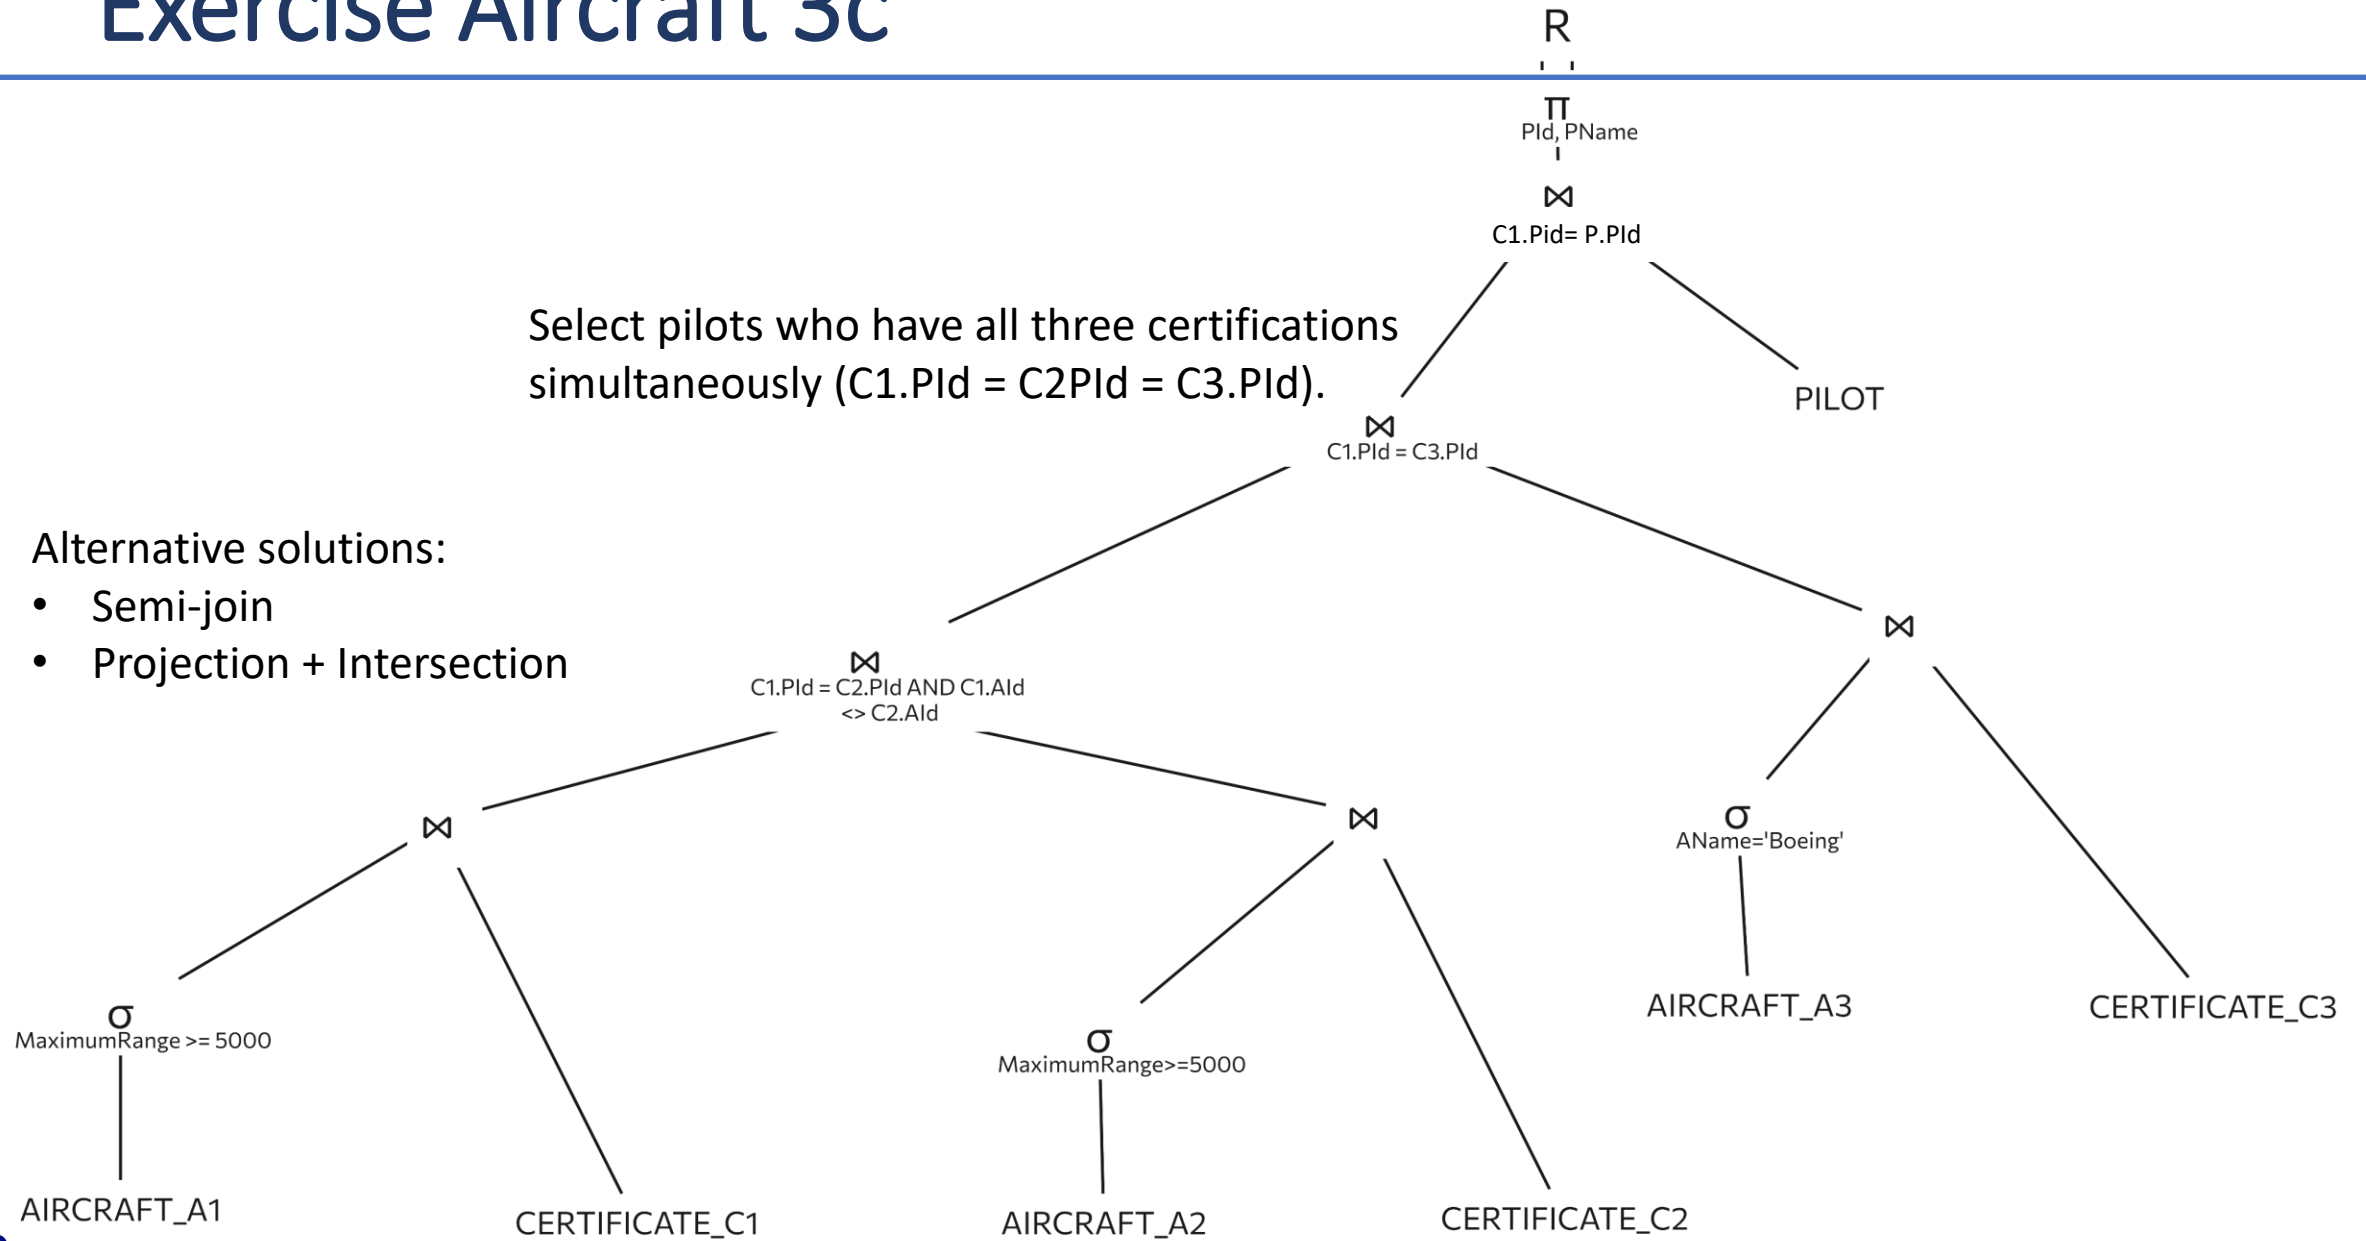 Exercise Aircraft 3c
R
π
PId, PName
⋈
C1.Pid= P.PId
Select pilots who have all three certifications
simultaneously (C1.PId = C2PId = C3.PId).
PILOT
⋈
C1.PId = C3.PId
Alternative solutions:
• Semi-join
• Projection + Intersection
⋈
⋈
C1.PId = C2.PId AND C1.AId
<> C2.AId
⋈
⋈
σ
AName='Boeing'
σ
MaximumRange >= 5000
σ
MaximumRange>=5000
AIRCRAFT_A3
CERTIFICATE_C3
AIRCRAFT_A1
CERTIFICATE_C1
AIRCRAFT_A2
CERTIFICATE_C2